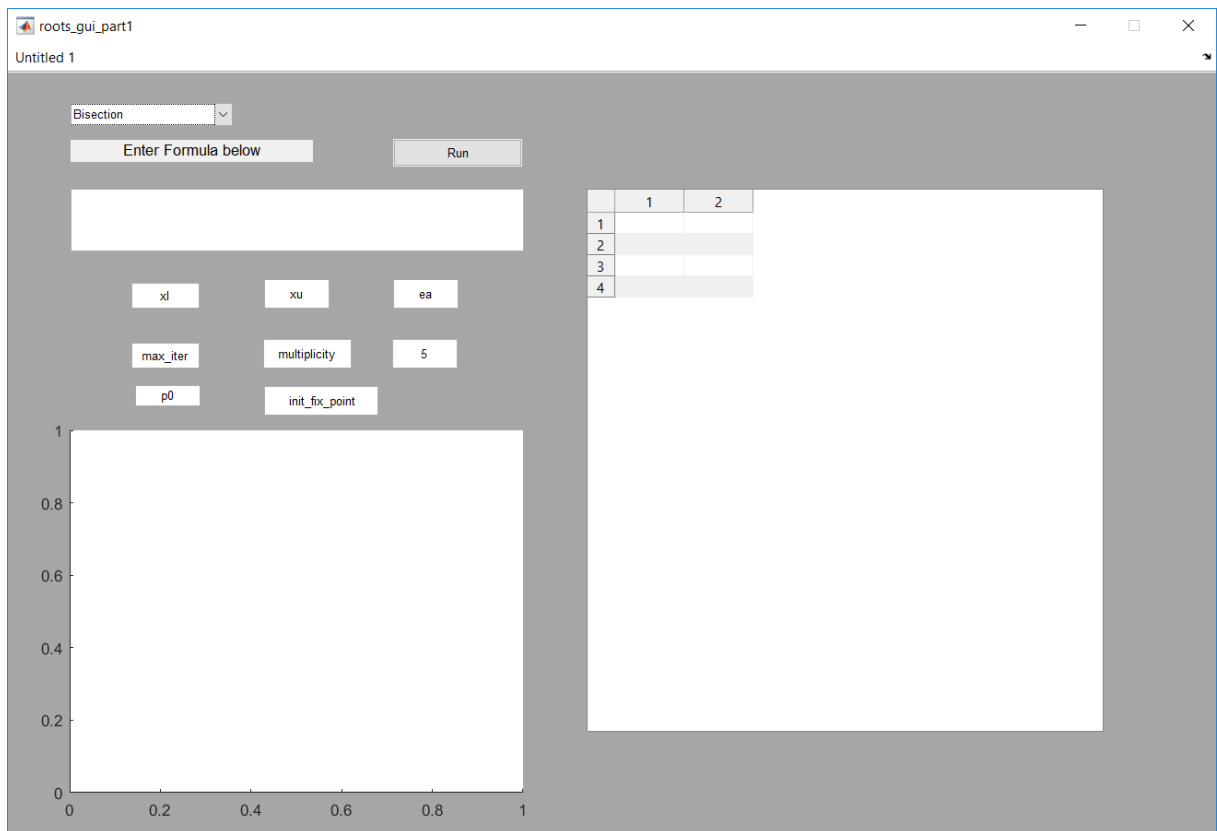 roots_gui_part1
Untitled 1
Bisection
Enter Formula below
Run
1 2
1
2
3
4
xl xu ea
max_iter multiplicity 5
p0 init_fix_point
1
0.8
0.6
0.4
0.2
0
0 0.2 0.4 0.6 0.8 1